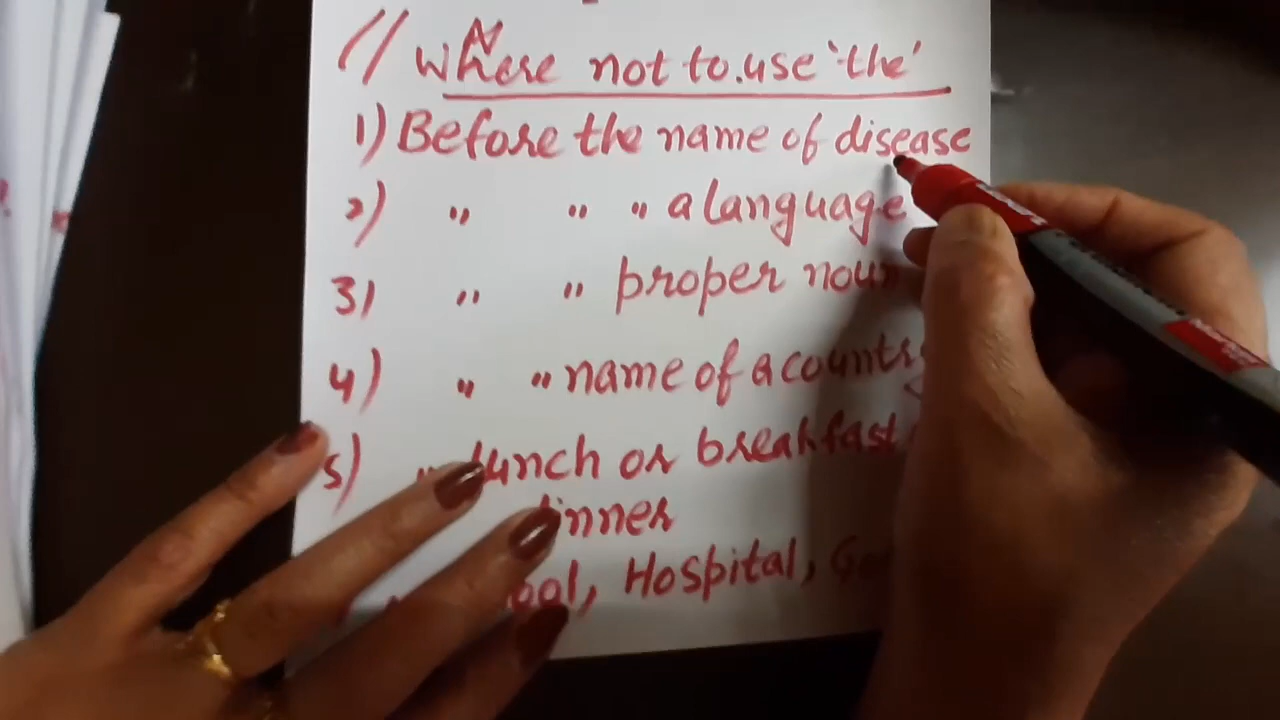 // Where not to use 'the'
1) Before the name of disease
2) " " " a language
3) " " proper noun
4) " " name of a country
5) " lunch or breakfast
dinner
Hospital,